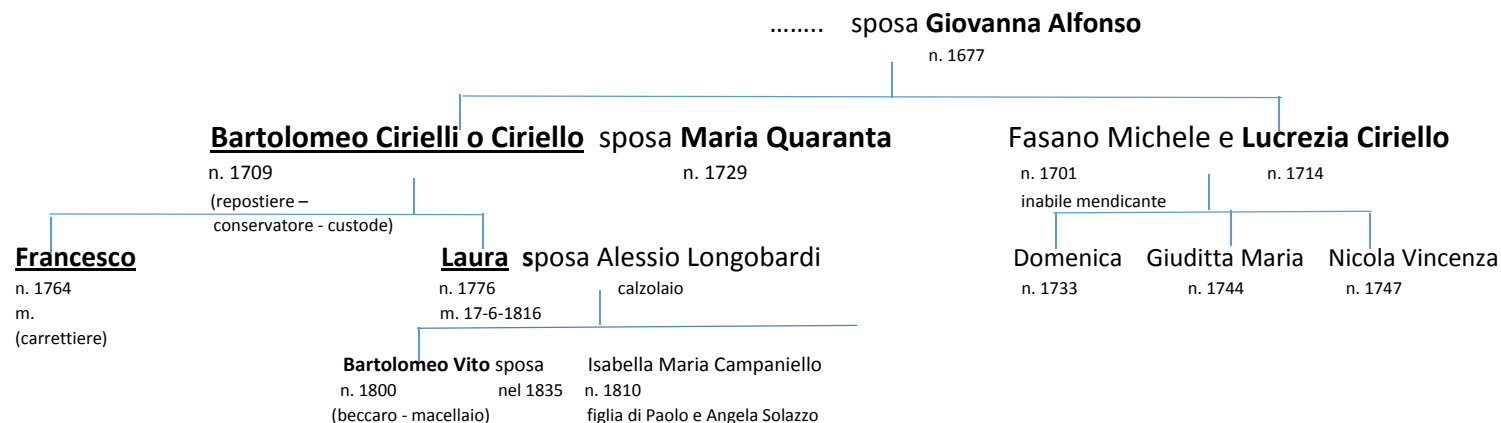 …….. sposa Giovanna Alfonso
n. 1677
Bartolomeo Cirielli o Ciriello sposa Maria Quaranta Fasano Michele e Lucrezia Ciriello
n. 1709 n. 1729 n. 1701 n. 1714
(repostiere – inabile mendicante
conservatore - custode)
Francesco Laura sposa Alessio Longobardi Domenica Giuditta Maria Nicola Vincenza
n. 1764 n. 1776 calzolaio n. 1733 n. 1744 n. 1747
m. m. 17-6-1816
(carrettiere)
Bartolomeo Vito sposa Isabella Maria Campaniello
n. 1800 nel 1835 n. 1810
(beccaro - macellaio) figlia di Paolo e Angela Solazzo